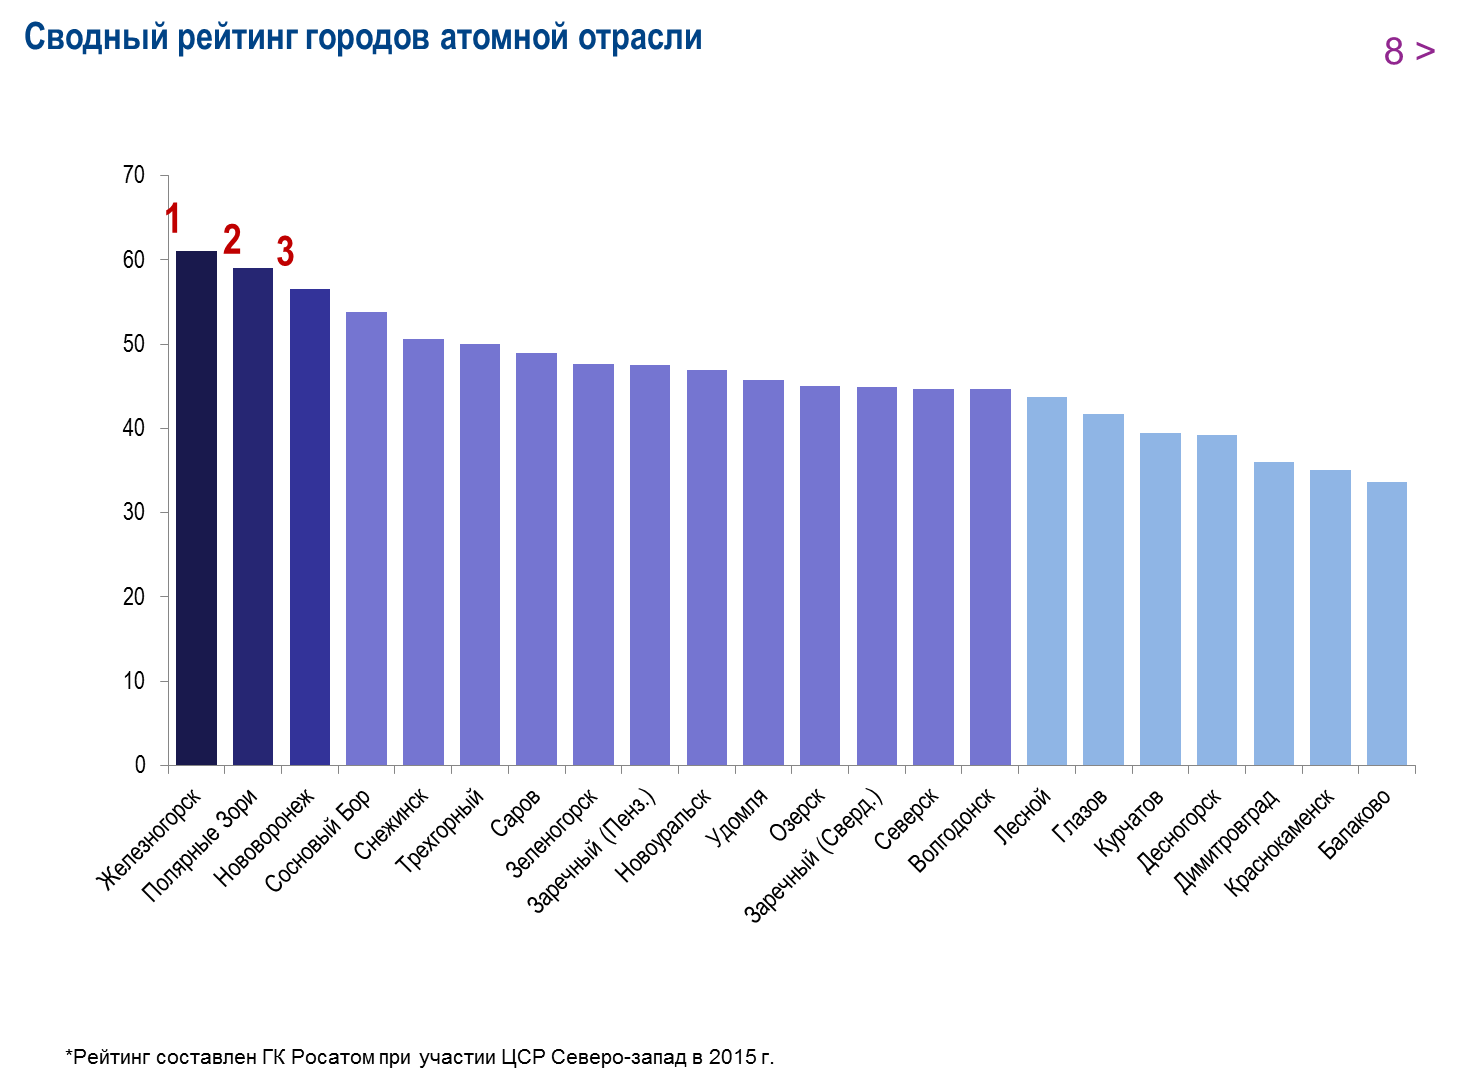 Сводный рейтинг городов атомной отрасли
8 >
70
60
50
40
30
20
10
0
1
2
3
Железногорск
Полярные Зори
Нововоронеж
Сосновый Бор
Снежинск
Трехгорный
Саров
Зеленогорск
Заречный (Пенз.)
Новоуральск
Удомля
Озерск
Заречный (Сверд.)
Северск
Волгодонск
Лесной
Глазов
Курчатов
Десногорск
Димитровград
Краснокаменск
Балаково
*Рейтинг составлен ГК Росатом при участии ЦСР Северо-запад в 2015 г.